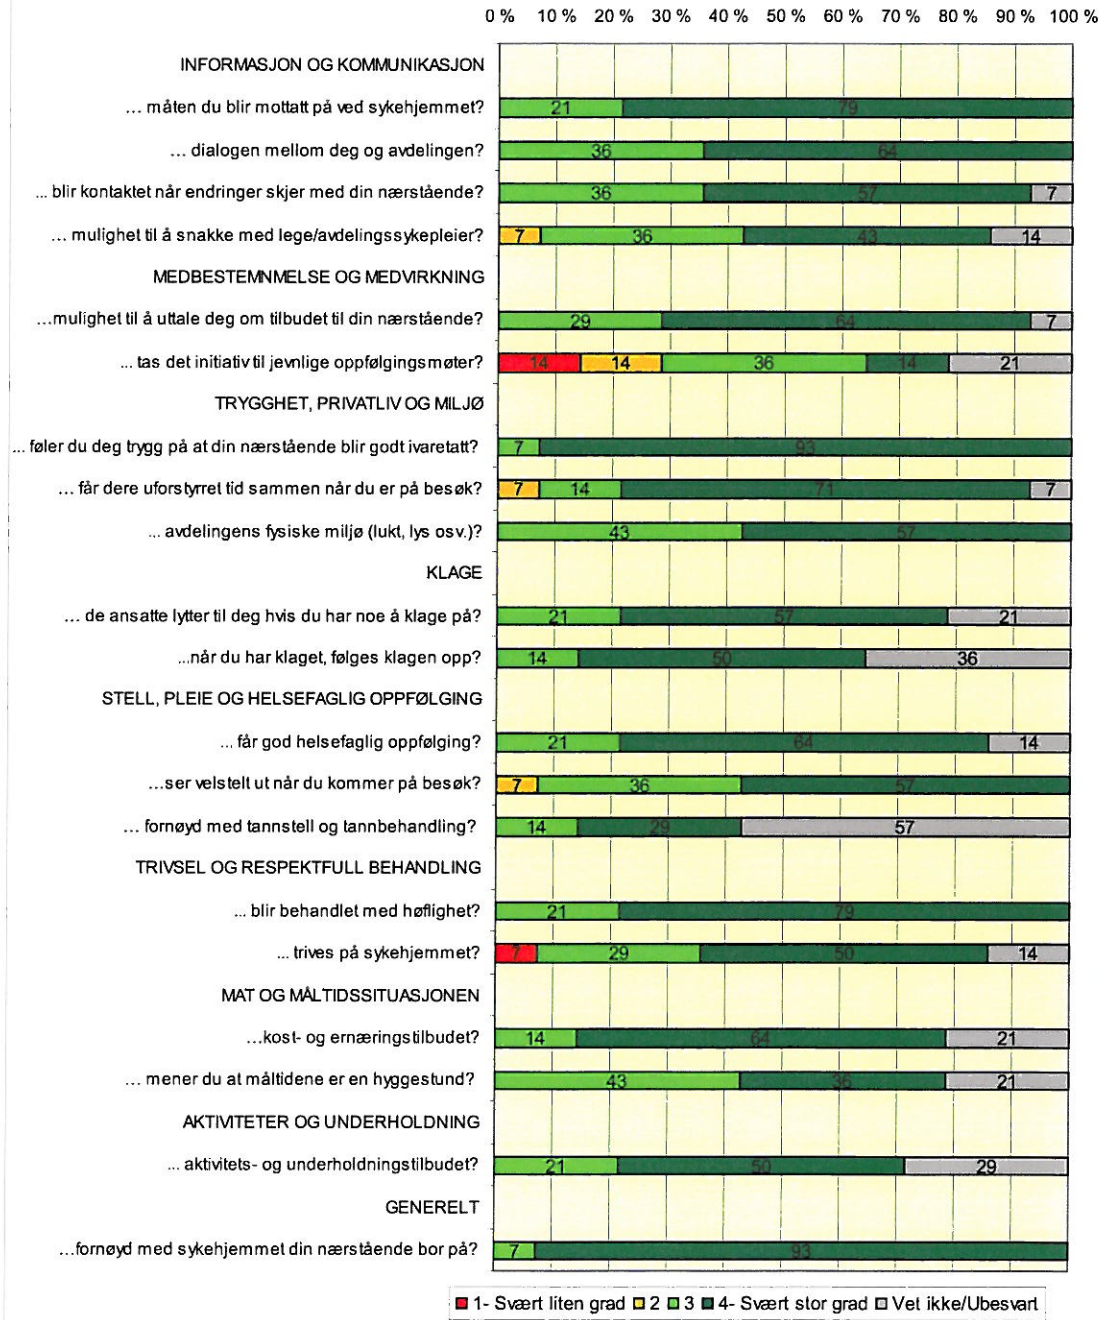 0 % 10 % 20 % 30 % 40 % 50 % 60 % 70 % 80 % 90 % 100 %
INFORMASJON OG KOMMUNIKASJON
... måten du blir mottatt på ved sykehjemmet? 21 79
... dialogen mellom deg og avdelingen? 36 64
... blir kontaktet når endringer skjer med din nærstående? 36 57 7
... mulighet til å snakke med lege/avdelingssykepleier? 7 36 43 14
MEDBESTEMNMELSE OG MEDVIRKNING
...mulighet til å uttale deg om tilbudet til din nærstående? 29 64 7
... tas det initiativ til jevnlige oppfølgingsmøter? 14 14 36 14 21
TRYGGHET, PRIVATLIV OG MILJØ
... føler du deg trygg på at din nærstående blir godt ivaretatt? 7 93
... får dere uforstyrret tid sammen når du er på besøk? 7 14 71 7
... avdelingens fysiske miljø (lukt, lys osv.)? 43 57
KLAGE
... de ansatte lytter til deg hvis du har noe å klage på? 21 57 21
...når du har klaget, følges klagen opp? 14 50 36
STELL, PLEIE OG HELSEFAGLIG OPPFØLGING
... får god helsefaglig oppfølging? 21 64 14
...ser velstelt ut når du kommer på besøk? 7 36 57
... fornøyd med tannstell og tannbehandling? 14 29 57
TRIVSEL OG RESPEKTFULL BEHANDLING
... blir behandlet med høflighet? 21 79
... trives på sykehjemmet? 7 29 50 14
MAT OG MÅLTIDSSITUASJONEN
...kost- og ernæringstilbudet? 14 64 21
... mener du at måltidene er en hyggestund? 43 36 21
AKTIVITETER OG UNDERHOLDNING
... aktivitets- og underholdningstilbudet? 21 50 29
GENERELT
...fornøyd med sykehjemmet din nærstående bor på? 7 93
1- Svært liten grad 2 3 4- Svært stor grad Vet ikke/Ubesvart